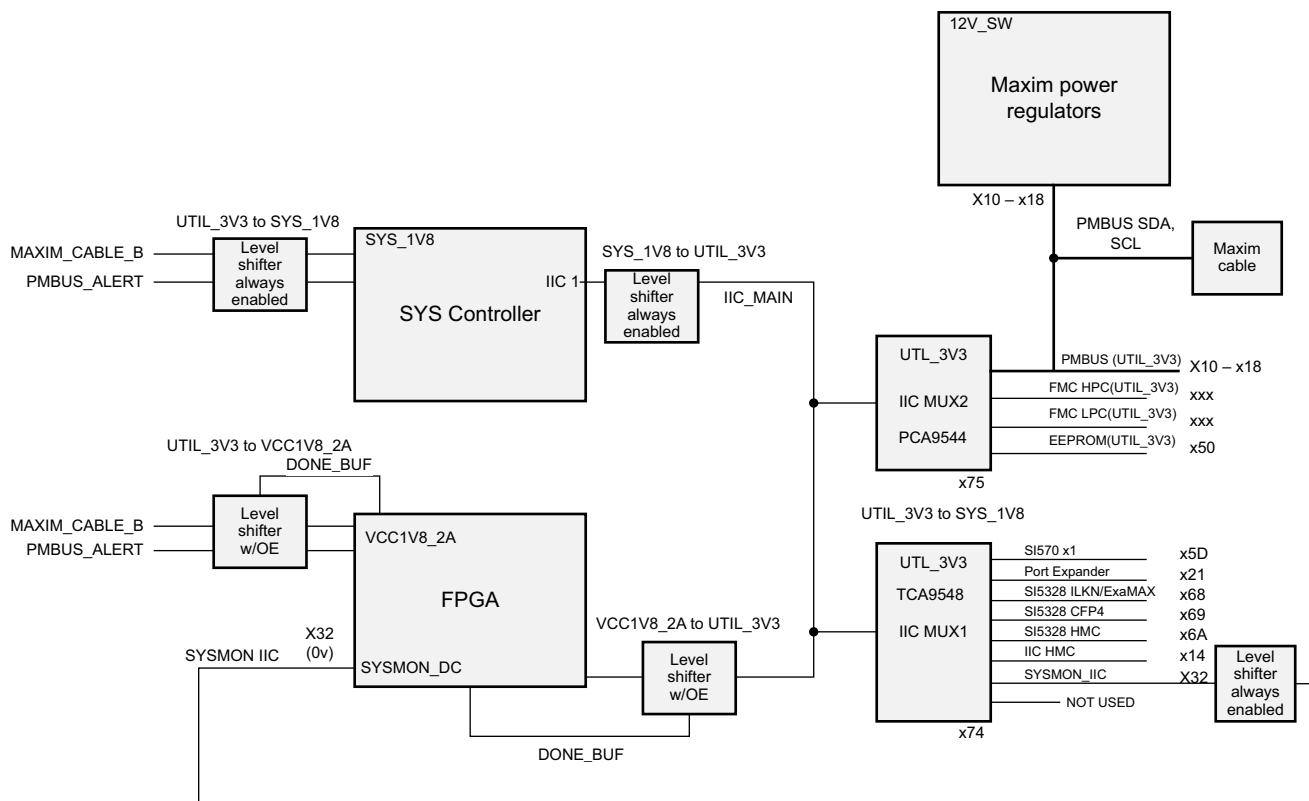 12V_SW
Maxim power
regulators
X10 – x18
PMBUS SDA,
SCL
Maxim
cable
UTIL_3V3 to SYS_1V8
MAXIM_CABLE_B
PMBUS_ALERT
Level
shifter
always
enabled
SYS_1V8
IIC 1
SYS Controller
SYS_1V8 to UTIL_3V3
Level
shifter
always
enabled
IIC_MAIN
UTL_3V3
IIC MUX2
PCA9544
x75
PMBUS (UTIL_3V3)
X10 – x18
FMC HPC(UTIL_3V3)
xxx
FMC LPC(UTIL_3V3)
xxx
EEPROM(UTIL_3V3)
x50
UTIL_3V3 to VCC1V8_2A
DONE_BUF
MAXIM_CABLE_B
PMBUS_ALERT
Level
shifter
w/OE
VCC1V8_2A
FPGA
SYSMON_DC
X32
(0v)
SYSMON IIC
VCC1V8_2A to UTIL_3V3
Level
shifter
w/OE
DONE_BUF
UTIL_3V3 to SYS_1V8
UTL_3V3
TCA9548
IIC MUX1
x74
SI570 x1
x5D
Port Expander
x21
SI5328 ILKN/ExaMAX
x68
SI5328 CFP4
x69
SI5328 HMC
x6A
IIC HMC
x14
SYSMON_IIC
X32
NOT USED
Level
shifter
always
enabled